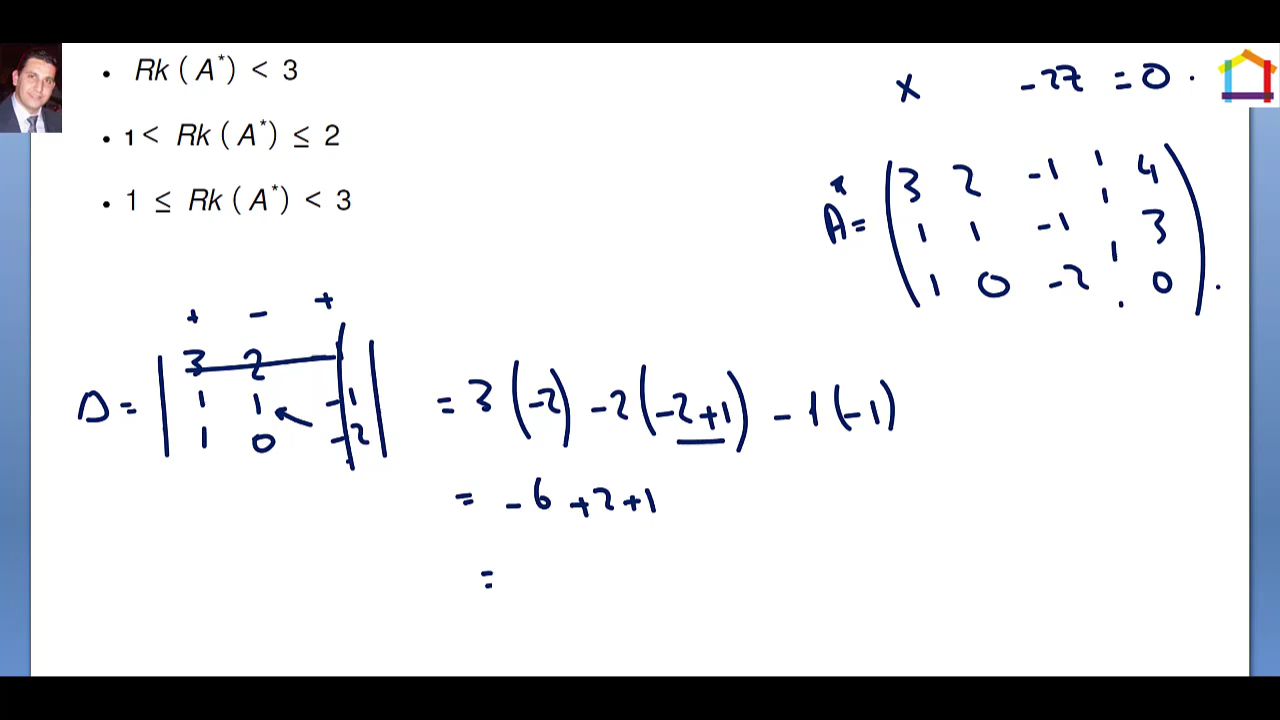 • Rk ( A* ) < 3
• 1 < Rk ( A* ) ≤ 2
• 1 ≤ Rk ( A* ) < 3
x -2z = 0 .
3 2 -1 ¦ 4
A* = 1 1 -1 ¦ 3
1 0 -2 ¦ 0 .
+ - +
3 2
Δ = | 1 1 -1 | = 3 (-2) -2 (-2+1) - 1 (-1)
1 0 -2
= -6 +2 +1
=